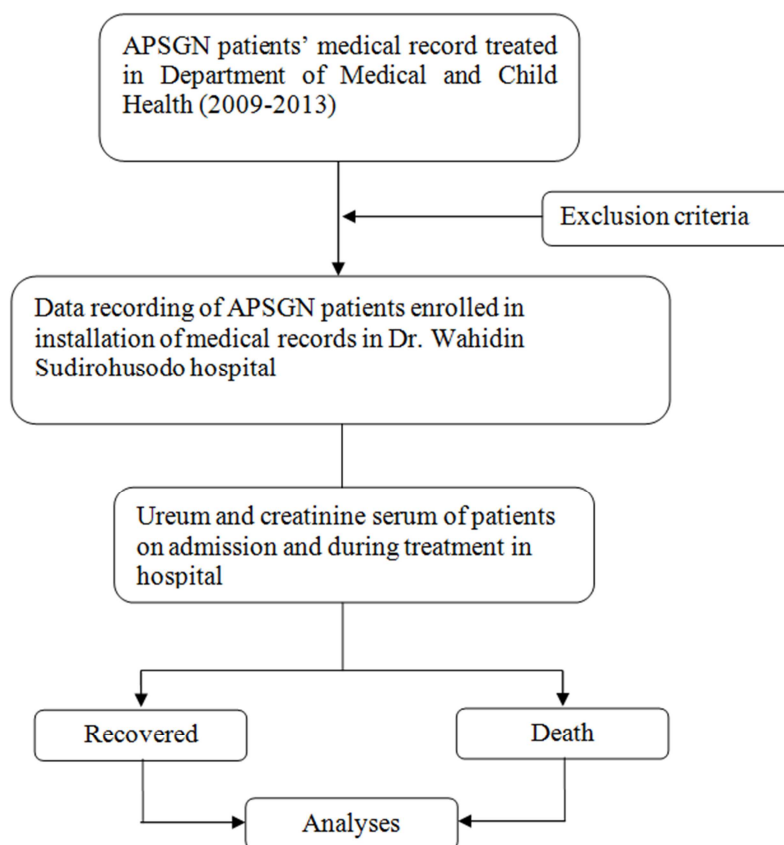 APSGN patients’ medical record treated
in Department of Medical and Child
Health (2009-2013)
Exclusion criteria
Data recording of APSGN patients enrolled in
installation of medical records in Dr. Wahidin
Sudirohusodo hospital
Ureum and creatinine serum of patients
on admission and during treatment in
hospital
Recovered
Death
Analyses